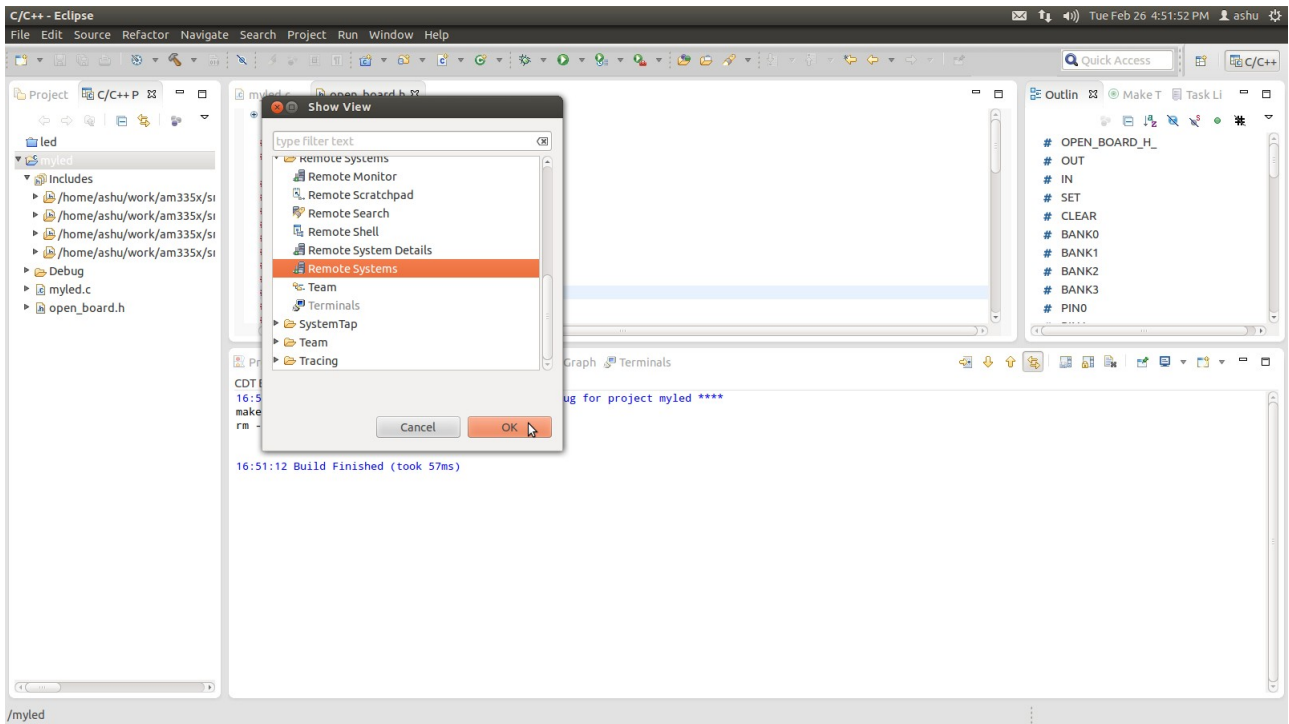 C/C++ - Eclipse
Tue Feb 26 4:51:52 PM ashu
File Edit Source Refactor Navigate Search Project Run Window Help
Quick Access
C/C++
Project C/C++ P
myled.c open_board.h
Outlin Make T Task Li
led
myled
Includes
/home/ashu/work/am335x/
/home/ashu/work/am335x/
/home/ashu/work/am335x/
/home/ashu/work/am335x/
Debug
myled.c
open_board.h
Show View
type filter text
Remote Systems
Remote Monitor
Remote Scratchpad
Remote Search
Remote Shell
Remote System Details
Remote Systems
Team
Terminals
SystemTap
Team
Tracing
Cancel OK
# OPEN_BOARD_H_
# OUT
# IN
# SET
# CLEAR
# BANK0
# BANK1
# BANK2
# BANK3
# PIN0
Pr Graph Terminals
CDT
16:5 ug for project myled ****
make
rm -
16:51:12 Build Finished (took 57ms)
/myled